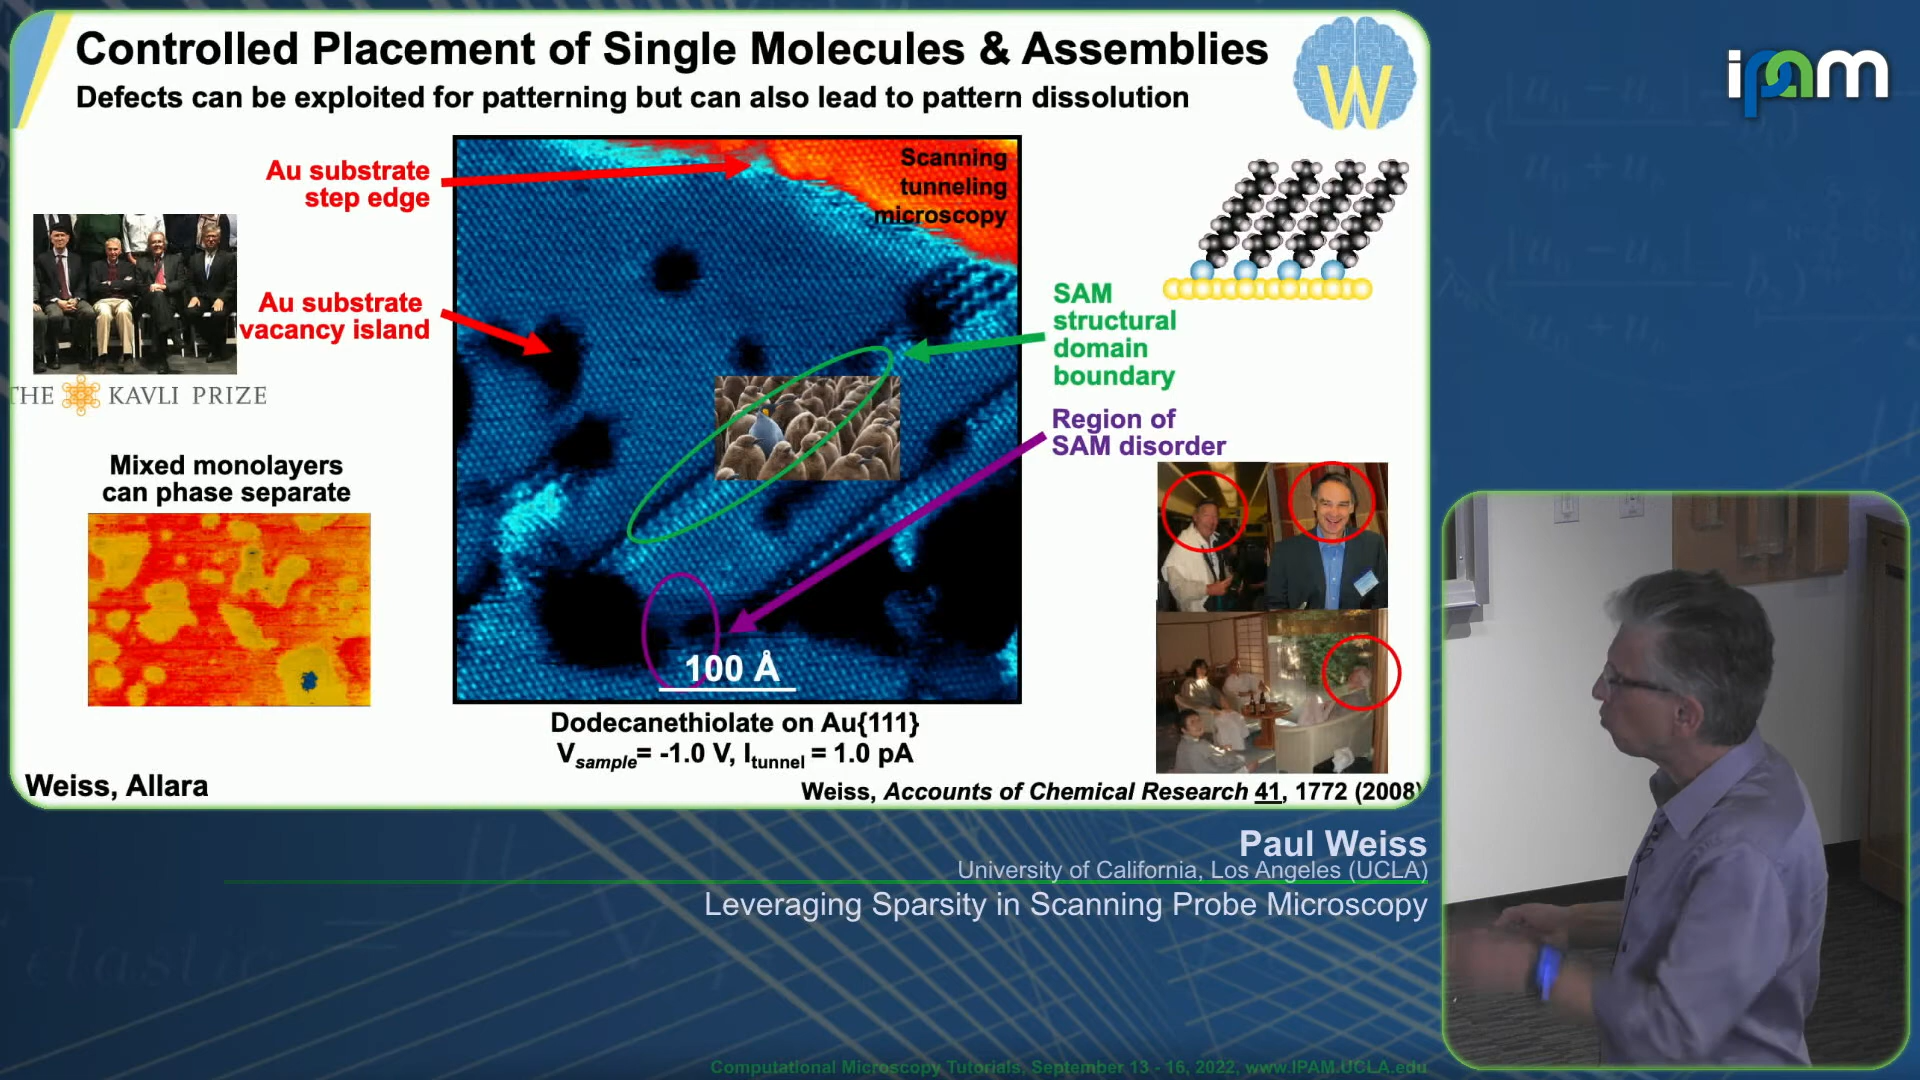 Controlled Placement of Single Molecules & Assemblies
Defects can be exploited for patterning but can also lead to pattern dissolution
W
ipam
Au substrate
step edge
Scanning
tunneling
microscopy
Au substrate
vacancy island
THE KAVLI PRIZE
SAM
structural
domain
boundary
Region of
SAM disorder
Mixed monolayers
can phase separate
100 Å
Dodecanethiolate on Au{111}
Vsample= -1.0 V, Itunnel = 1.0 pA
Weiss, Allara
Weiss, Accounts of Chemical Research 41, 1772 (2008)
Paul Weiss
University of California, Los Angeles (UCLA)
Leveraging Sparsity in Scanning Probe Microscopy
Computational Microscopy Tutorials, September 13 - 16, 2022, www.IPAM.UCLA.edu